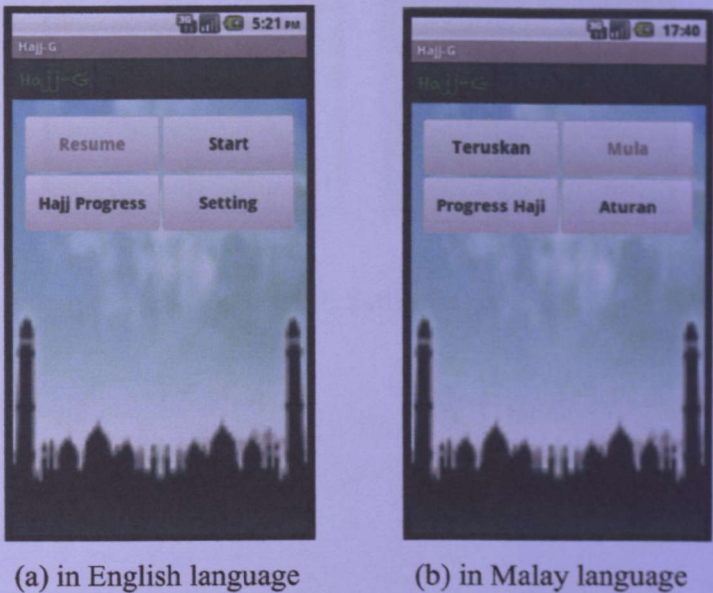 5:21 PM
Hajj-G
Hajj-G
Resume Start
Hajj Progress Setting
(a) in English language
17:40
Hajj-G
Hajj-G
Teruskan Mula
Progress Haji Aturan
(b) in Malay language